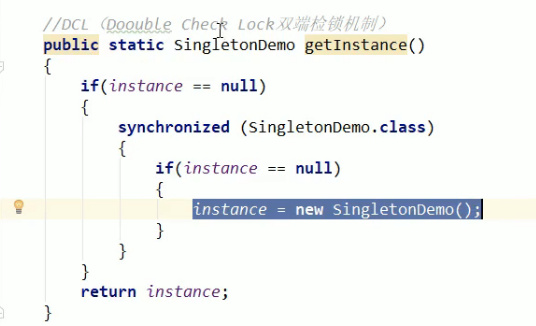 //DCL（Doouble Check Lock双端检锁机制）
public static SingletonDemo getInstance()
{
if(instance == null)
{
synchronized (SingletonDemo.class)
{
if(instance == null)
{
instance = new SingletonDemo();
}
}
}
return instance;
}